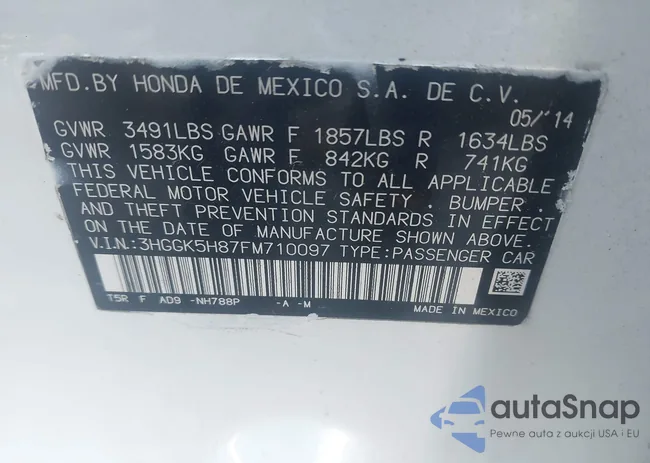 MFD.BY HONDA DE MEXICO S.A. DE C.V.
05/'14
GVWR 3491LBS GAWR F 1857LBS R 1634LBS
GVWR 1583KG GAWR F 842KG R 741KG
THIS VEHICLE CONFORMS TO ALL APPLICABLE
FEDERAL MOTOR VEHICLE SAFETY, BUMPER,
AND THEFT PREVENTION STANDARDS IN EFFECT
ON THE DATE OF MANUFACTURE SHOWN ABOVE.
V.I.N.:3HGGK5H87FM710097 TYPE:PASSENGER CAR
T5R F AD9 -NH788P -A -M
MADE IN MEXICO
autoSnap
Pewne auta z aukcji USA i EU